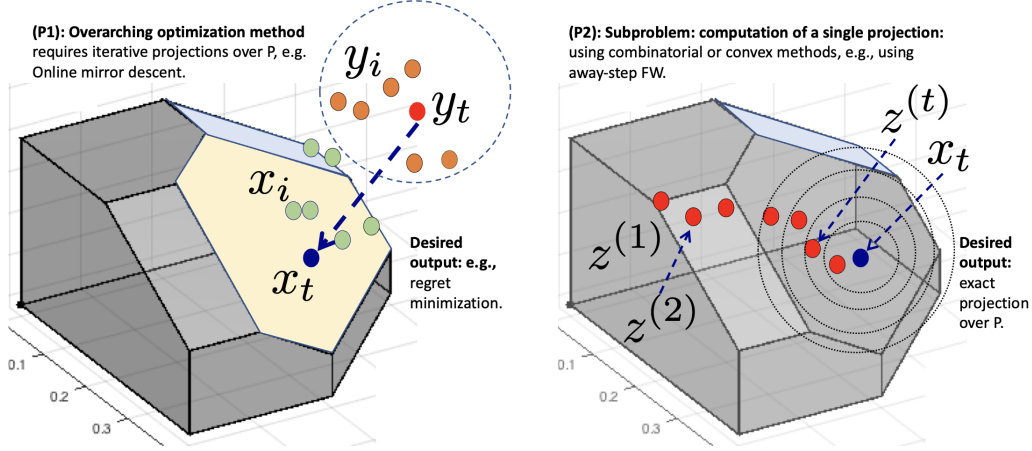 (P1): Overarching optimization method
requires iterative projections over P, e.g.
Online mirror descent.
y_i
y_t
x_i
x_t
Desired
output: e.g.,
regret
minimization.
0.1
0.2
0.3
(P2): Subproblem: computation of a single projection:
using combinatorial or convex methods, e.g., using
away-step FW.
z^{(t)}
x_t
z^{(1)}
z^{(2)}
Desired
output:
exact
projection
over P.
0.1
0.2
0.3